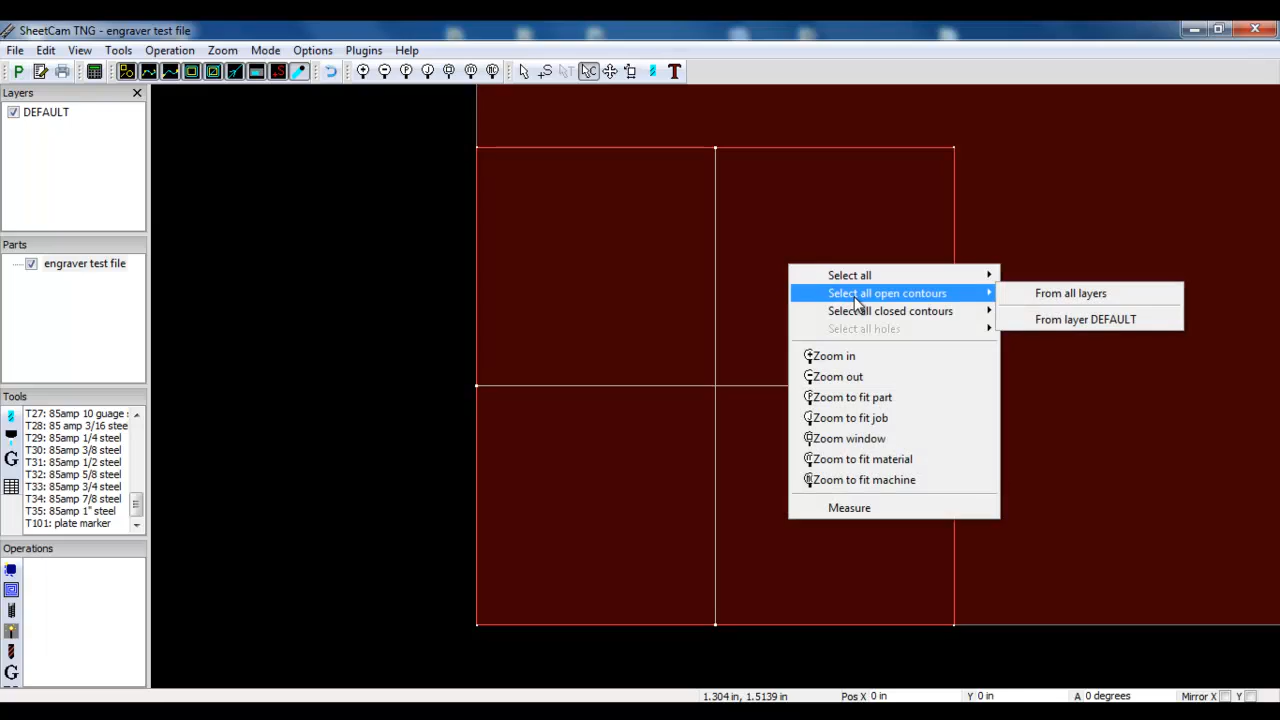 SheetCam TNG - engraver test file
File Edit View Tools Operation Zoom Mode Options Plugins Help
Layers
DEFAULT
Parts
engraver test file
Tools
T27: 85amp 10 guage
T28: 85 amp 3/16 stee
T29: 85amp 1/4 steel
T30: 85amp 3/8 steel
T31: 85amp 1/2 steel
T32: 85amp 5/8 steel
T33: 85amp 3/4 steel
T34: 85amp 7/8 steel
T35: 85amp 1" steel
T101: plate marker
Operations
Select all
Select all open contours
Select all closed contours
Select all holes
Zoom in
Zoom out
Zoom to fit part
Zoom to fit job
Zoom window
Zoom to fit material
Zoom to fit machine
Measure
From all layers
From layer DEFAULT
1.304 in, 1.5139 in Pos X 0 in Y 0 in A 0 degrees Mirror X Y